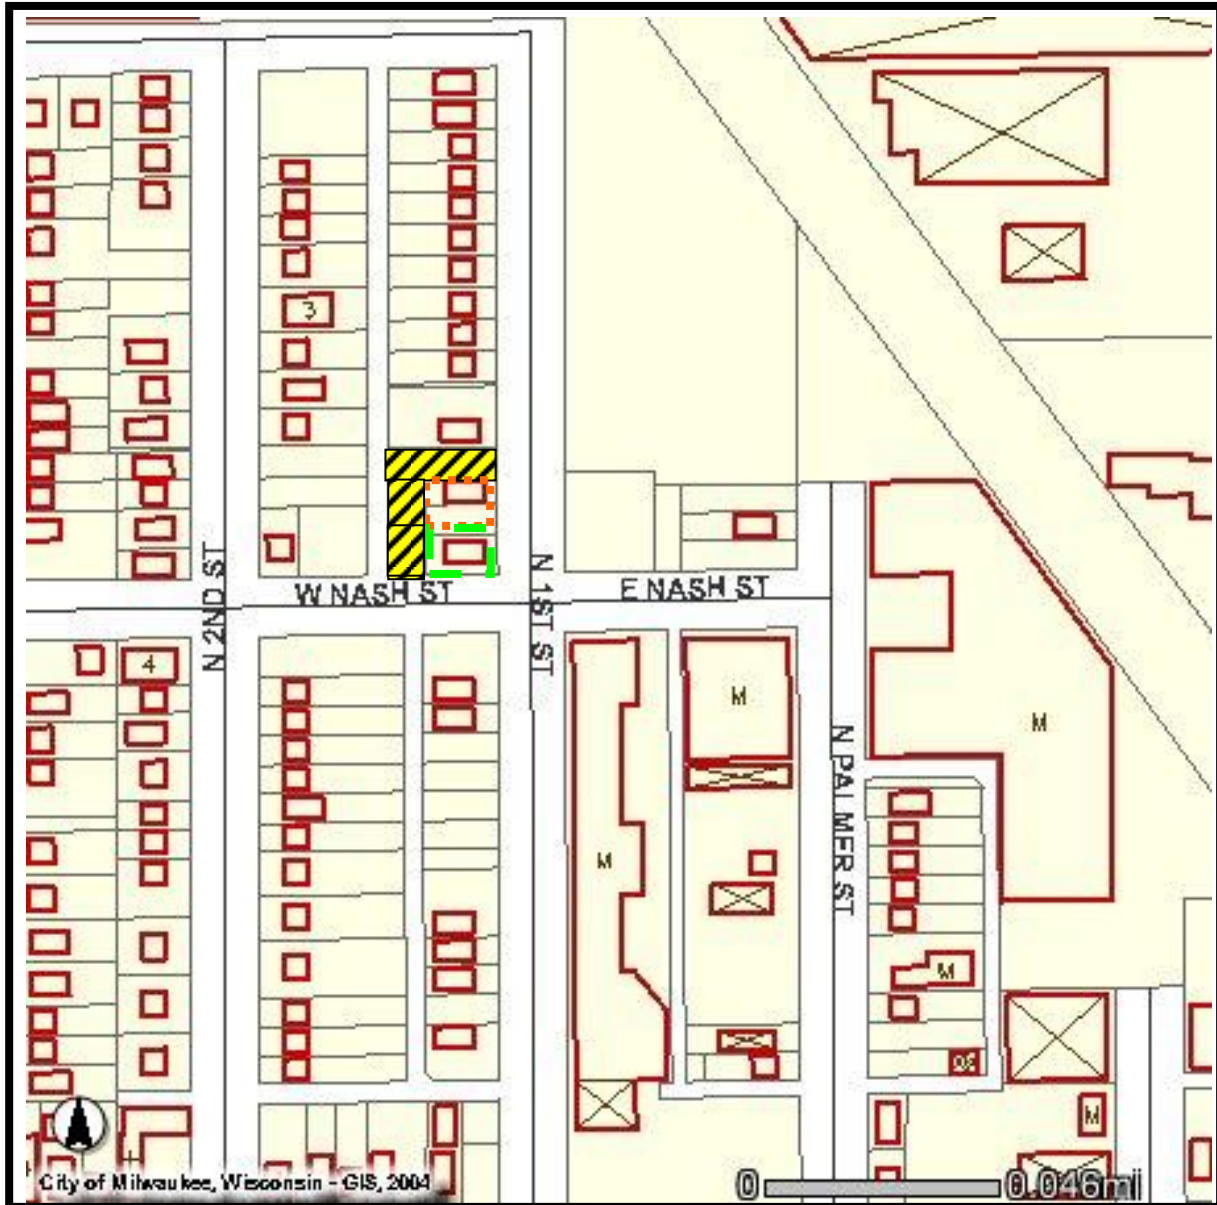 3
N 2ND ST
W NASH ST
N 1ST ST
E NASH ST
4
M
M
N PALMER ST
M
M
M
City of Milwaukee, Wisconsin - GIS, 2004
0
0.046mi